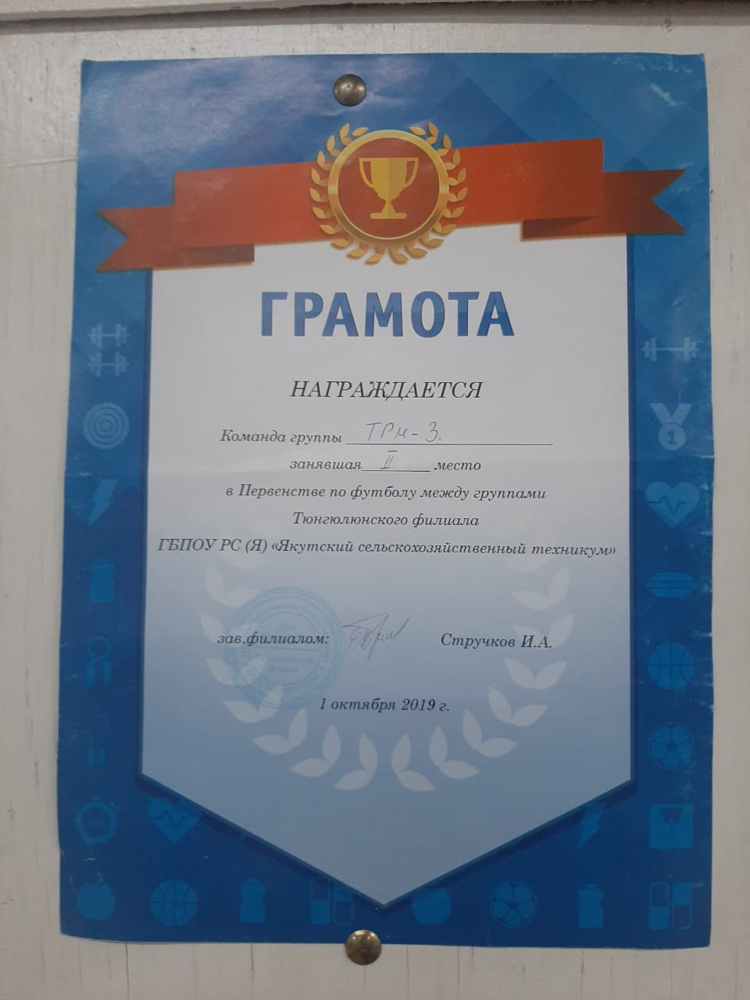 ГРАМОТА
НАГРАЖДАЕТСЯ
Команда группы ТРМ-3.
занявшая II место
в Первенстве по футболу между группами
Тюнгюлюнского филиала
ГБПОУ РС (Я) «Якутский сельскохозяйственный техникум»
зав.филиалом: Стручков И.А.
1 октября 2019 г.
1